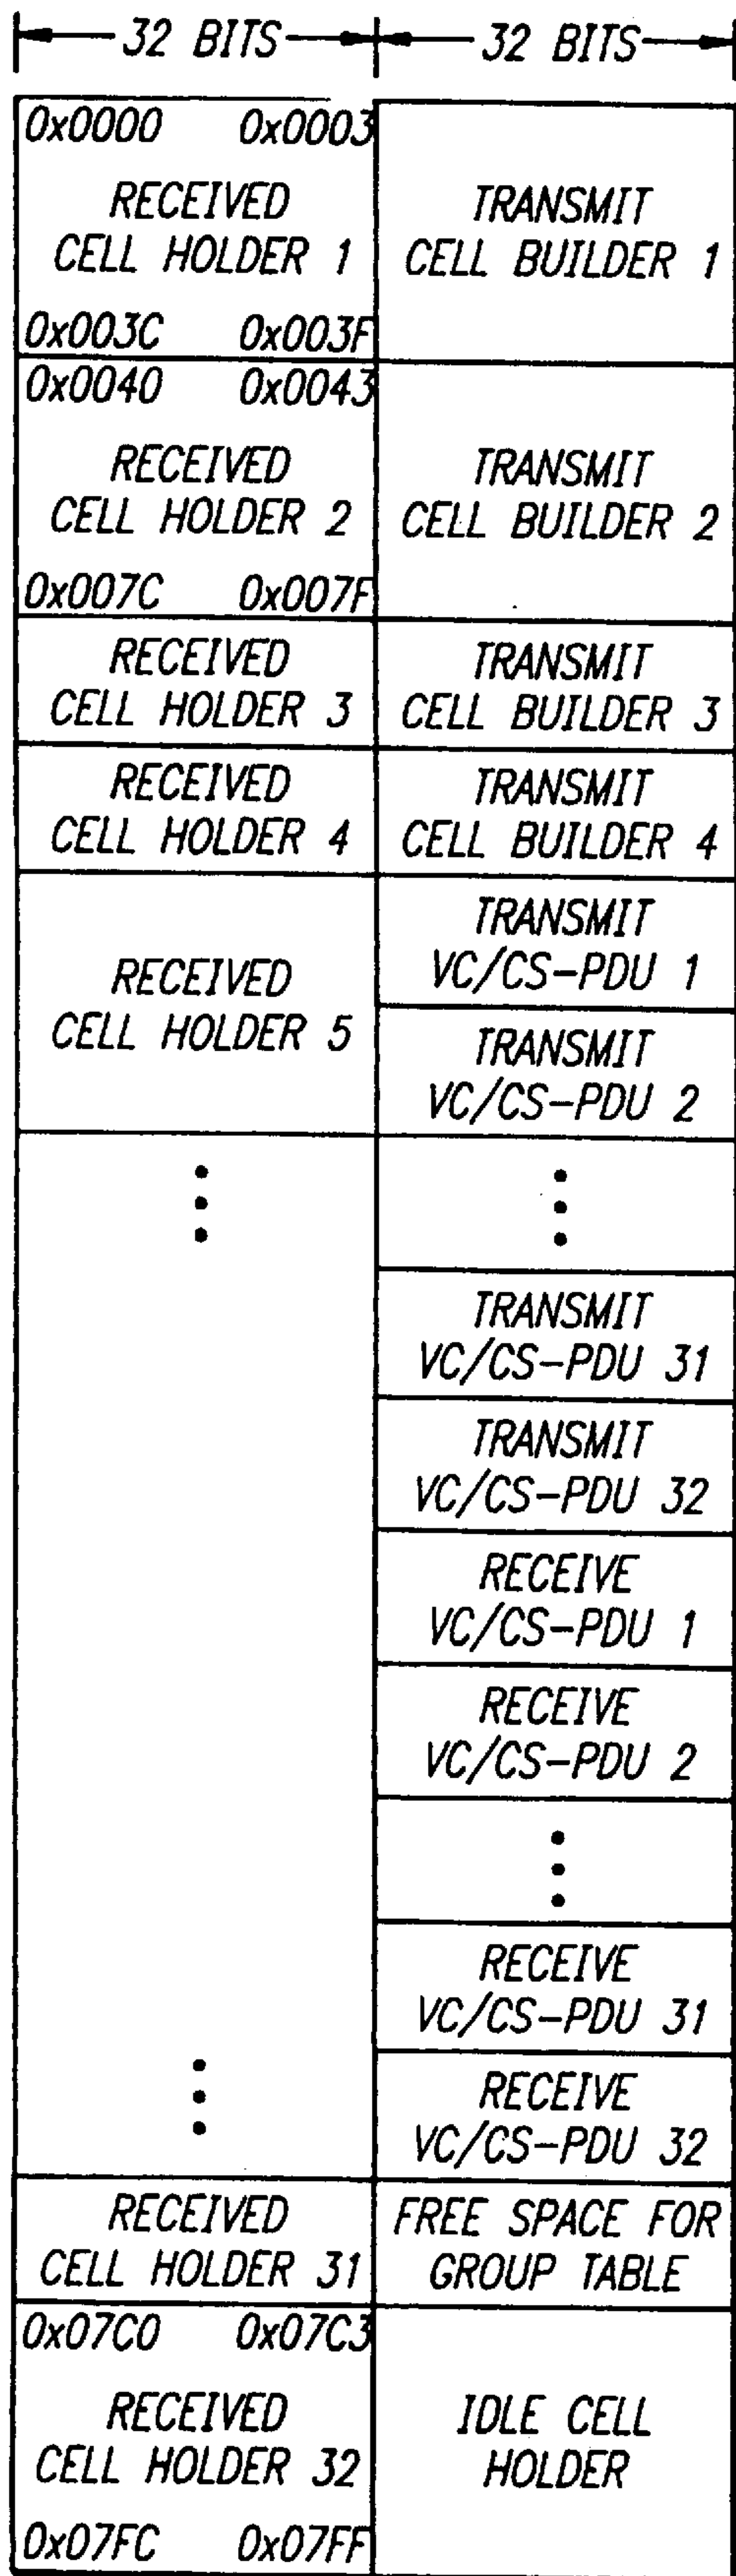 32 BITS 32 BITS
0x0000 0x0003
RECEIVED
CELL HOLDER 1
0x003C 0x003F
TRANSMIT
CELL BUILDER 1
0x0040 0x0043
RECEIVED
CELL HOLDER 2
0x007C 0x007F
TRANSMIT
CELL BUILDER 2
RECEIVED
CELL HOLDER 3
TRANSMIT
CELL BUILDER 3
RECEIVED
CELL HOLDER 4
TRANSMIT
CELL BUILDER 4
RECEIVED
CELL HOLDER 5
TRANSMIT
VC/CS-PDU 1
TRANSMIT
VC/CS-PDU 2
TRANSMIT
VC/CS-PDU 31
TRANSMIT
VC/CS-PDU 32
RECEIVE
VC/CS-PDU 1
RECEIVE
VC/CS-PDU 2
RECEIVE
VC/CS-PDU 31
RECEIVE
VC/CS-PDU 32
RECEIVED
CELL HOLDER 31
FREE SPACE FOR
GROUP TABLE
0x07C0 0x07C3
RECEIVED
CELL HOLDER 32
0x07FC 0x07FF
IDLE CELL
HOLDER